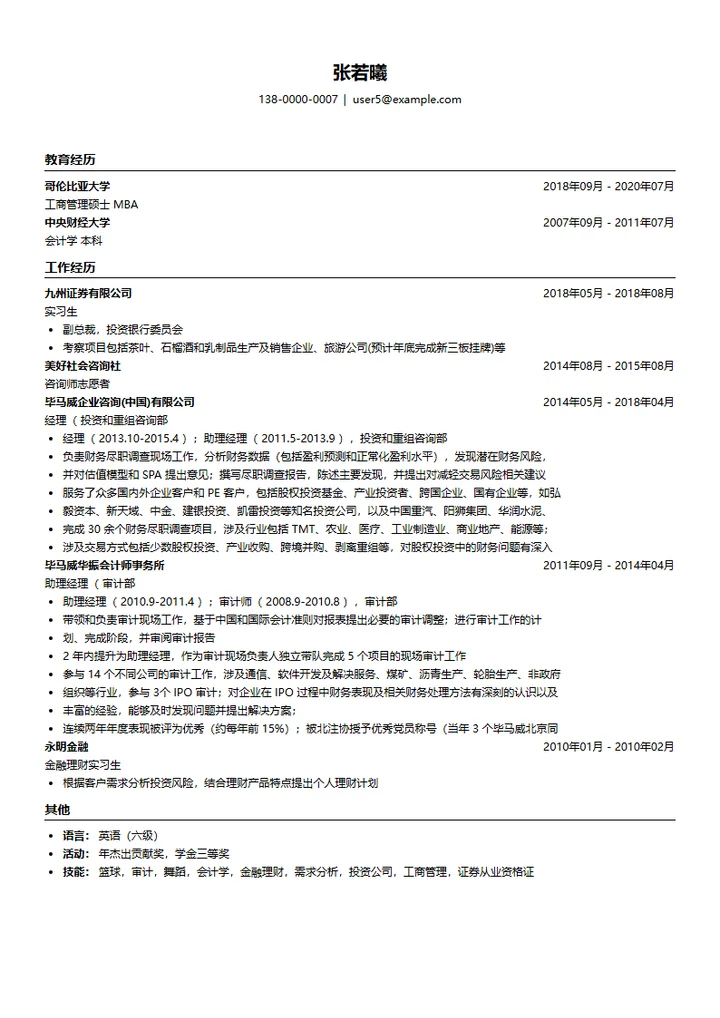 张若曦
138-0000-0007 | user5@example.com
教育经历
哥伦比亚大学 2018年09月 - 2020年07月
工商管理硕士 MBA
中央财经大学 2007年09月 - 2011年07月
会计学 本科
工作经历
九州证券有限公司 2018年05月 - 2018年08月
实习生
• 副总裁，投资银行委员会
• 考察项目包括茶叶、石榴酒和乳制品生产及销售企业、旅游公司(预计年底完成新三板挂牌)等
美好社会咨询社 2014年08月 - 2015年08月
咨询师志愿者
毕马威企业咨询(中国)有限公司 2014年05月 - 2018年04月
经理（ 投资和重组咨询部
• 经理（ 2013.10-2015.4 ）；助理经理（ 2011.5-2013.9 ），投资和重组咨询部
• 负责财务尽职调查现场工作，分析财务数据（包括盈利预测和正常化盈利水平），发现潜在财务风险，
• 并对估值模型和 SPA 提出意见；撰写尽职调查报告，陈述主要发现，并提出对减轻交易风险相关建议
• 服务了众多国内外企业客户和 PE 客户，包括股权投资基金、产业投资者、跨国企业、国有企业等，如弘
• 毅资本、新天域、中金、建银投资、凯雷投资等知名投资公司，以及中国重汽、阳狮集团、华润水泥、
• 完成 30 余个财务尽职调查项目，涉及行业包括 TMT、农业、医疗、工业制造业、商业地产、能源等；
• 涉及交易方式包括少数股权投资、产业收购、跨境并购、剥离重组等，对股权投资中的财务问题有深入
毕马威华振会计师事务所 2011年09月 - 2014年04月
助理经理（ 审计部
• 助理经理（ 2010.9-2011.4 ）；审计师（ 2008.9-2010.8 ），审计部
• 带领和负责审计现场工作，基于中国和国际会计准则对报表提出必要的审计调整；进行审计工作的计
• 划、完成阶段，并审阅审计报告
• 2 年内提升为助理经理，作为审计现场负责人独立带队完成 5 个项目的现场审计工作
• 参与 14 个不同公司的审计工作，涉及通信、软件开发及解决服务、煤矿、沥青生产、轮胎生产、非政府
• 组织等行业，参与 3个 IPO 审计；对企业在 IPO 过程中财务表现及相关财务处理方法有深刻的认识以及
• 丰富的经验，能够及时发现问题并提出解决方案；
• 连续两年年度表现被评为优秀（约每年前 15%）；被北注协授予优秀党员称号（当年 3 个毕马威北京同
永明金融 2010年01月 - 2010年02月
金融理财实习生
• 根据客户需求分析投资风险，结合理财产品特点提出个人理财计划
其他
• 语言： 英语（六级）
• 活动： 年杰出贡献奖，学金三等奖
• 技能： 篮球，审计，舞蹈，会计学，金融理财，需求分析，投资公司，工商管理，证券从业资格证